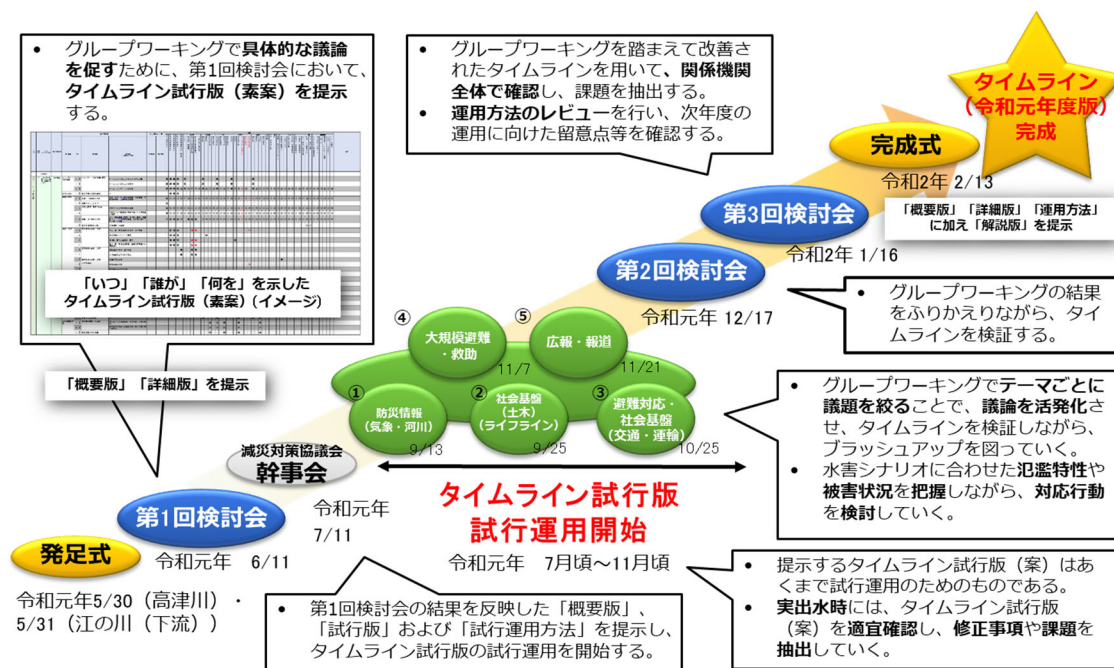 • グループワーキングで具体的な議論
を促すために、第1回検討会において、
タイムライン試行版（素案）を提示
する。
「いつ」「誰が」「何を」を示した
タイムライン試行版（素案）(イメージ)
「概要版」「詳細版」を提示
• グループワーキングを踏まえて改善さ
れたタイムラインを用いて、関係機関
全体で確認し、課題を抽出する。
• 運用方法のレビューを行い、次年度の
運用に向けた留意点等を確認する。
タイムライン
（令和元年度版）
完成
完成式
令和2年 2/13
「概要版」「詳細版」「運用方法」
に加え「解説版」を提示
第3回検討会
令和2年 1/16
第2回検討会
令和元年 12/17
• グループワーキングの結果
をふりかえりながら、タイ
ムラインを検証する。
④
大規模避難
・救助
11/7
⑤
広報・報道
11/21
①
防災情報
（気象・河川）
9/13
②
社会基盤
（土木）
（ライフライン）
9/25
③
避難対応・
社会基盤
（交通・運輸）
10/25
• グループワーキングでテーマごとに
議題を絞ることで、議論を活発化さ
せ、タイムラインを検証しながら、
ブラッシュアップを図っていく。
• 水害シナリオに合わせた氾濫特性や
被害状況を把握しながら、対応行動
を検討していく。
減災対策協議会
幹事会
令和元年
7/11
タイムライン試行版
試行運用開始
令和元年　7月頃～11月頃
第1回検討会
令和元年　6/11
発足式
令和元年5/30（高津川）・
5/31（江の川（下流））
• 第1回検討会の結果を反映した「概要版」、
「試行版」および「試行運用方法」を提示し、
タイムライン試行版の試行運用を開始する。
• 提示するタイムライン試行版（案）はあ
くまで試行運用のためのものである。
• 実出水時には、タイムライン試行版
（案）を適宜確認し、修正事項や課題を
抽出していく。